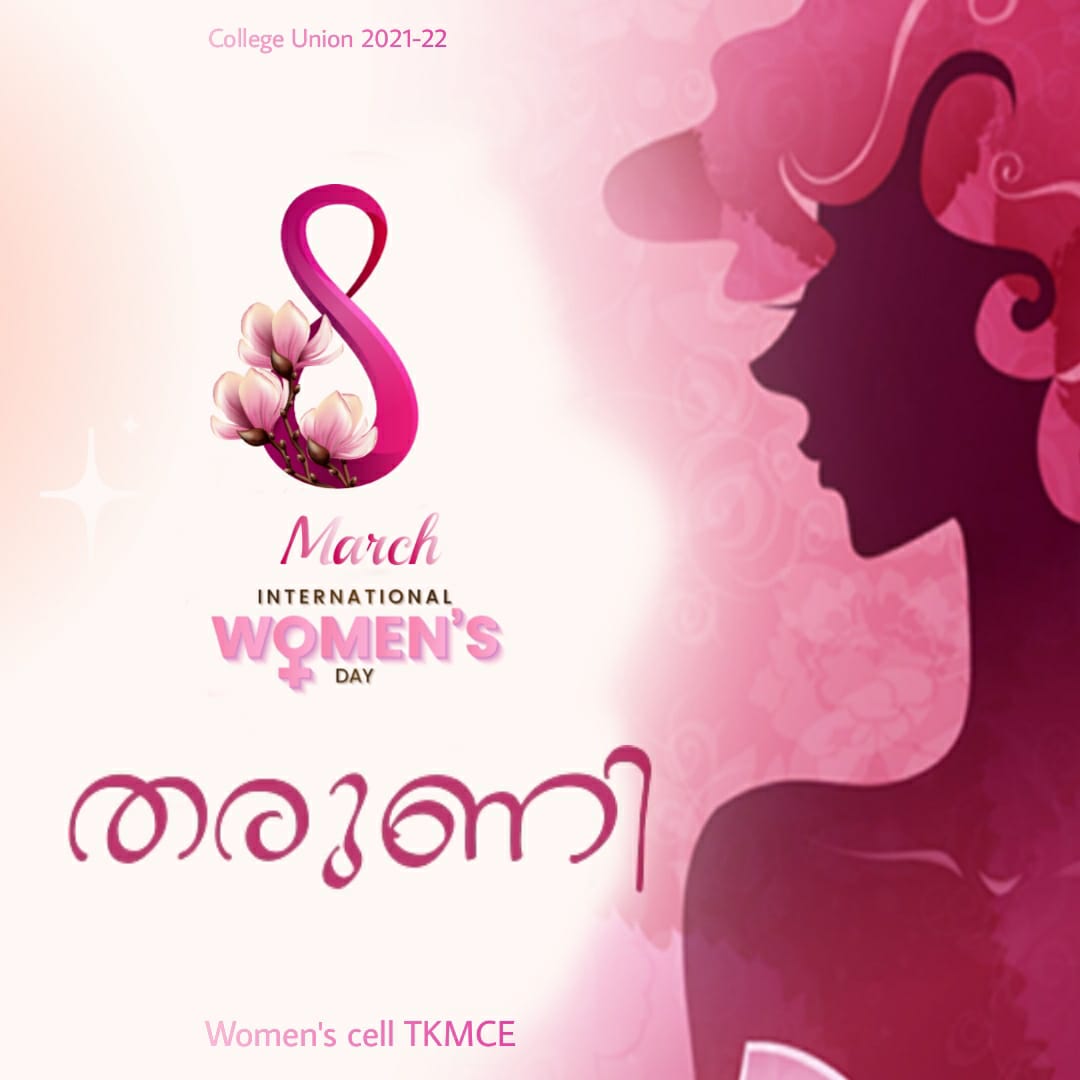 College Union 2021-22
8
March
INTERNATIONAL
WOMEN'S
DAY
തരുണി
Women's cell TKMCE